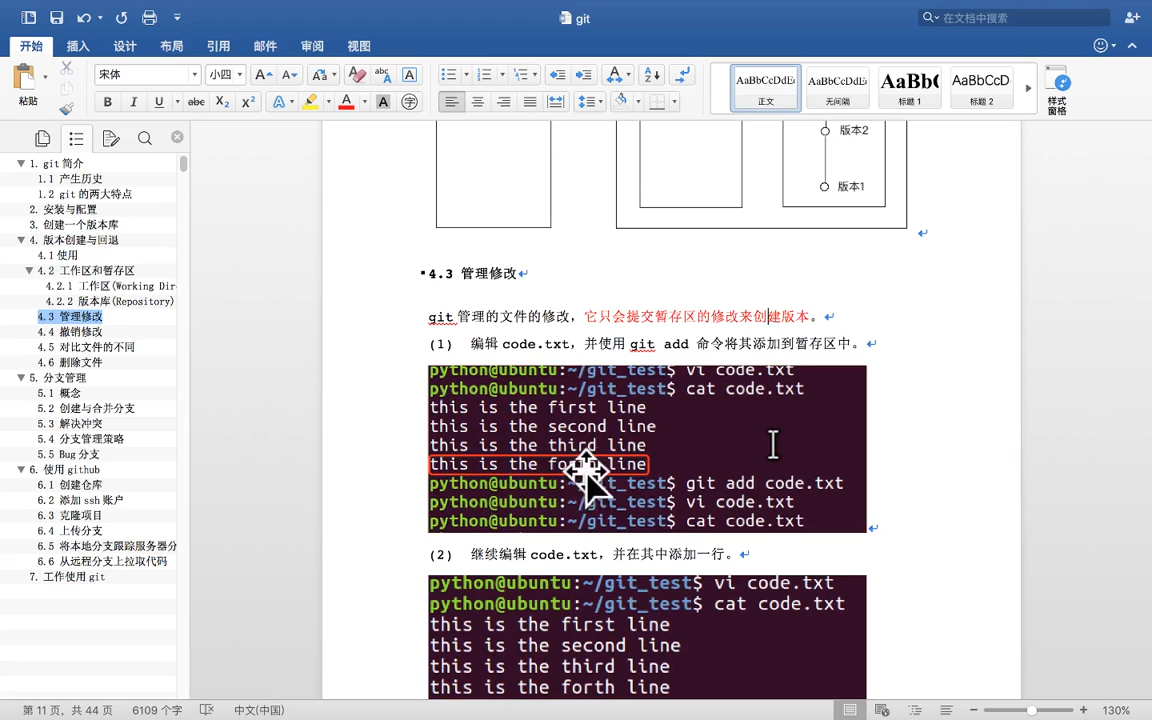 git
在文档中搜索
开始 插入 设计 布局 引用 邮件 审阅 视图
粘贴
宋体 小四
AaBbCcDdE AaBbCcDdE AaBb( AaBbCcD
正文 无间隔 标题 1 标题 2
样式
窗格
1. git 简介
1.1 产生历史
1.2 git 的两大特点
2. 安装与配置
3. 创建一个版本库
4. 版本创建与回退
4.1 使用
4.2 工作区和暂存区
4.2.1 工作区(Working Dir
4.2.2 版本库(Repository)
4.3 管理修改
4.4 撤销修改
4.5 对比文件的不同
4.6 删除文件
5. 分支管理
5.1 概念
5.2 创建与合并分支
5.3 解决冲突
5.4 分支管理策略
5.5 Bug 分支
6. 使用 github
6.1 创建仓库
6.2 添加 ssh 账户
6.3 克隆项目
6.4 上传分支
6.5 将本地分支跟踪服务器分
6.6 从远程分支上拉取代码
7. 工作使用 git
版本2
版本1
4.3 管理修改
git 管理的文件的修改，它只会提交暂存区的修改来创建版本。
(1) 编辑 code.txt，并使用 git add 命令将其添加到暂存区中。
python@ubuntu:~/git_test$ vi code.txt
python@ubuntu:~/git_test$ cat code.txt
this is the first line
this is the second line
this is the third line
this is the line
python@ubuntu:~/git_test$ git add code.txt
python@ubuntu:~/git_test$ vi code.txt
python@ubuntu:~/git_test$ cat code.txt
(2) 继续编辑 code.txt，并在其中添加一行。
python@ubuntu:~/git_test$ vi code.txt
python@ubuntu:~/git_test$ cat code.txt
this is the first line
this is the second line
this is the third line
this is the forth line
第 11 页，共 44 页 6109 个字 中文(中国) 130%